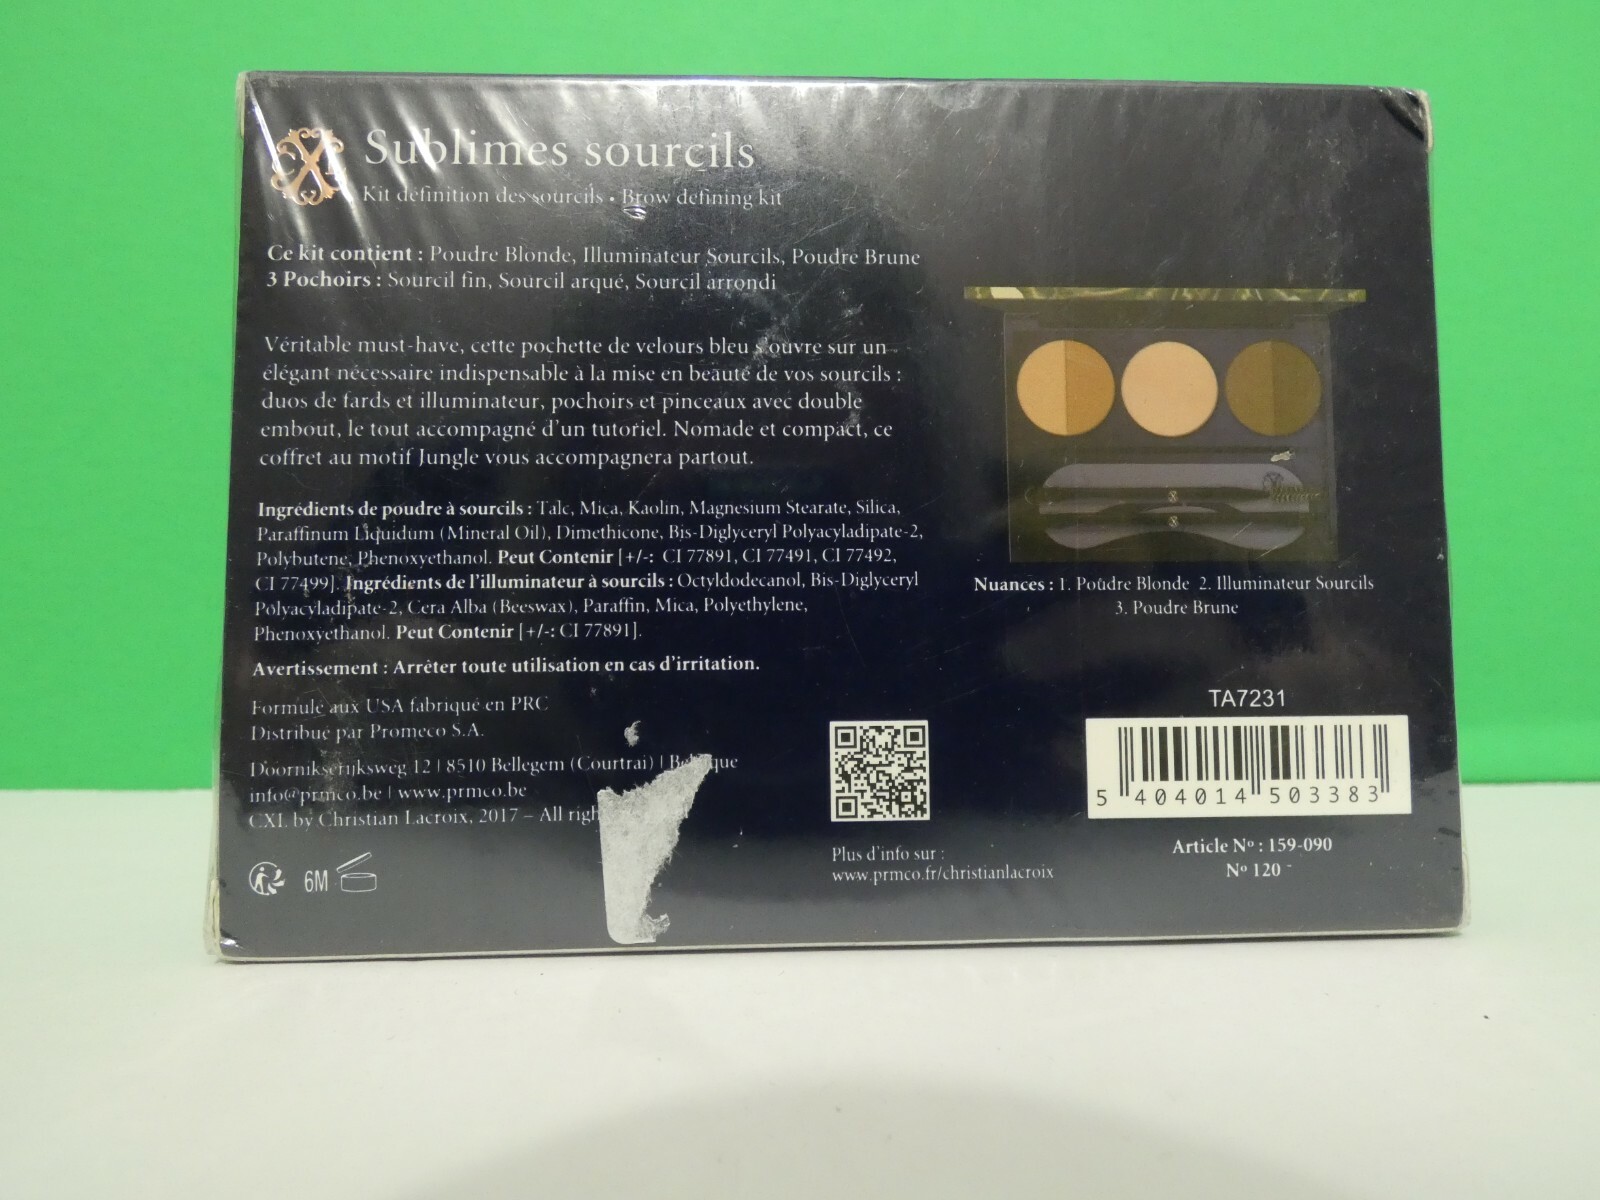 CXL
Sublimes sourcils
Kit définition des sourcils • Brow defining kit
Ce kit contient : Poudre Blonde, Illuminateur Sourcils, Poudre Brune
3 Pochoirs : Sourcil fin, Sourcil arqué, Sourcil arrondi
Véritable must-have, cette pochette de velours bleu s'ouvre sur un
élégant nécessaire indispensable à la mise en beauté de vos sourcils :
duos de fards et illuminateur, pochoirs et pinceaux avec double
embout, le tout accompagné d'un tutoriel. Nomade et compact, ce
coffret au motif Jungle vous accompagnera partout.
Ingrédients de poudre à sourcils : Talc, Mica, Kaolin, Magnesium Stearate, Silica,
Paraffinum Liquidum (Mineral Oil), Dimethicone, Bis-Diglyceryl Polyacyladipate-2,
Polybutene, Phenoxyethanol. Peut Contenir [+/-: CI 77891, CI 77491, CI 77492,
CI 77499]. Ingrédients de l'illuminateur à sourcils : Octyldodecanol, Bis-Diglyceryl
Polyacyladipate-2, Cera Alba (Beeswax), Paraffin, Mica, Polyethylene,
Phenoxyethanol. Peut Contenir [+/-: CI 77891].
Avertissement : Arrêter toute utilisation en cas d'irritation.
Formulé aux USA fabriqué en PRC
Distribué par Promeco S.A.
Doornikserijksweg 12 | 8510 Bellegem (Courtrai) | Belgique
info@prmco.be | www.prmco.be
CXL by Christian Lacroix, 2017 – All righ
6M
Plus d'info sur :
www.prmco.fr/christianlacroix
Nuances : 1. Poudre Blonde 2. Illuminateur Sourcils
3. Poudre Brune
TA7231
5 404014 503383
Article Nº : 159-090
Nº 120